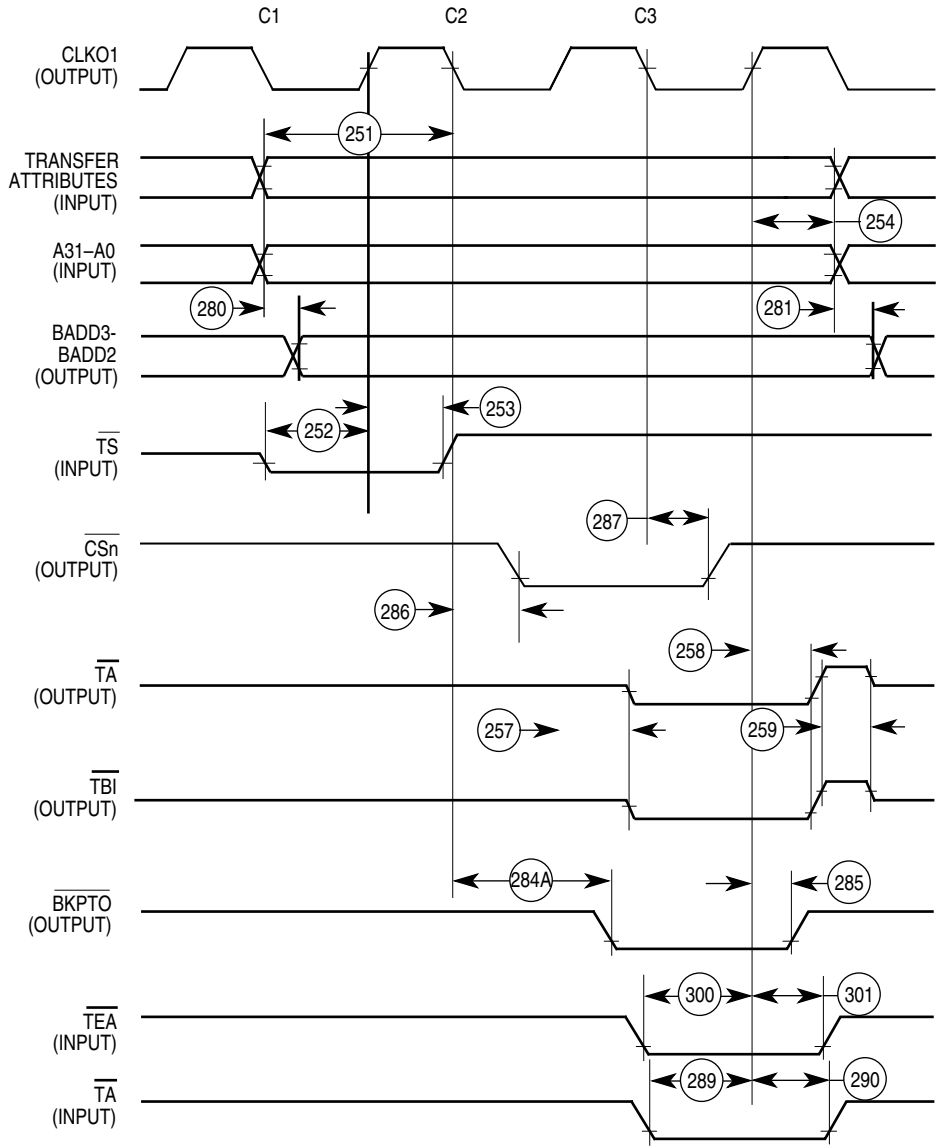 C1 C2 C3
CLKO1
(OUTPUT)
251
TRANSFER
ATTRIBUTES
(INPUT)
254
A31–A0
(INPUT)
280 281
BADD3-
BADD2
(OUTPUT)
253
252
TS
(INPUT)
287
CSn
(OUTPUT)
286
258
TA
(OUTPUT)
257 259
TBI
(OUTPUT)
284A 285
BKPTO
(OUTPUT)
300 301
TEA
(INPUT)
289 290
TA
(INPUT)